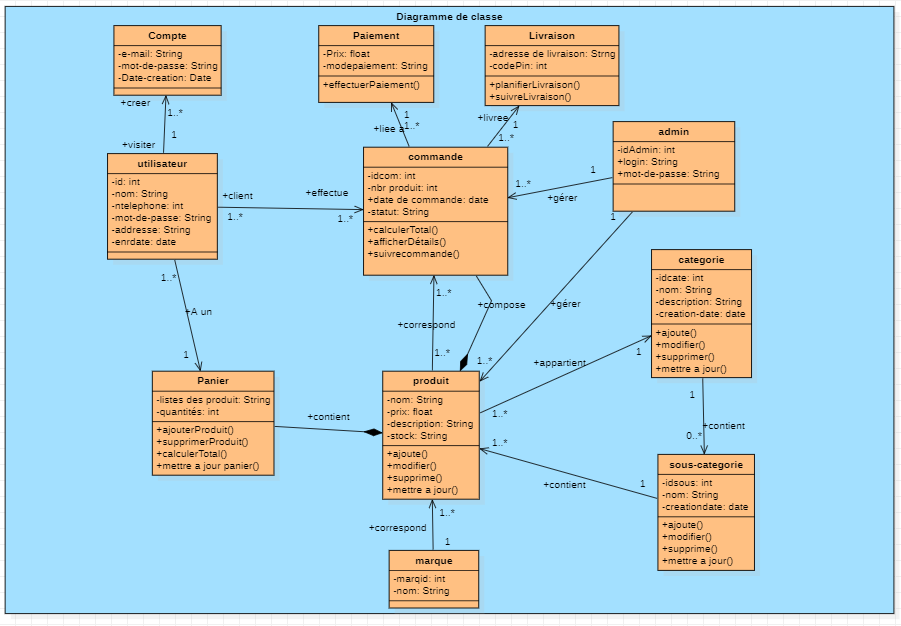 Diagramme de classe
Compte
-e-mail: String
-mot-de-passe: String
-Date-creation: Date
Paiement
-Prix: float
-modepaiement: String
+effectuerPaiement()
Livraison
-adresse de livraison: Strng
-codePin: int
+planifierLivraison()
+suivreLivraison()
+creer
1..*
1
+visiter
1
+liee a
1..*
+livree
1
1..*
admin
-idAdmin: int
+login: String
+mot-de-passe: String
utilisateur
-id: int
-nom: String
-ntelephone: int
-mot-de-passe: String
-addresse: String
-enrdate: date
+client
1..*
+effectue
1..*
commande
-idcom: int
-nbr produit: int
+date de commande: date
-statut: String
+calculerTotal()
+afficherDétails()
+suivrecommande()
1..*
1
+gérer
1
+gérer
1..*
categorie
-idcate: int
-nom: String
-description: String
-creation-date: date
+ajoute()
+modifier()
+supprimer()
+mettre a jour()
1..*
+A un
1
1..*
+correspond
1..*
+compose
+appartient
1
1..*
Panier
-listes des produit: String
-quantités: int
+ajouterProduit()
+supprimerProduit()
+calculerTotal()
+mettre a jour panier()
+contient
produit
-nom: String
-prix: float
-description: String
-stock: String
+ajoute()
+modifier()
+supprime()
+mettre a jour()
1
+contient
0..*
1..*
+contient
1
sous-categorie
-idsous: int
-nom: String
-creationdate: date
+ajoute()
+modifier()
+supprime()
+mettre a jour()
1..*
+correspond
1
marque
-marqid: int
-nom: String